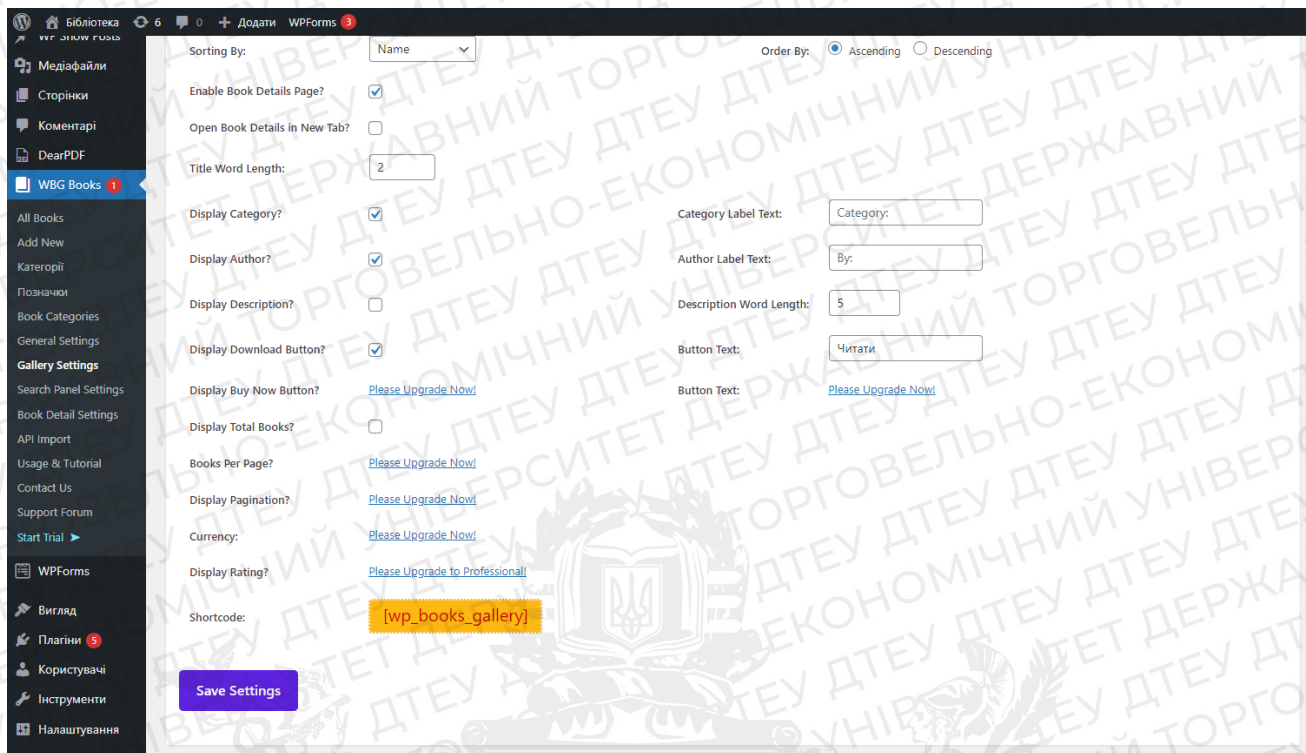 Бібліотека 6 0 Додати WPForms 3
WP Show Posts
Медіафайли
Сторінки
Коментарі
DearPDF
WBG Books 1
All Books
Add New
Категорії
Позначки
Book Categories
General Settings
Gallery Settings
Search Panel Settings
Book Detail Settings
API Import
Usage & Tutorial
Contact Us
Support Forum
Start Trial ➤
WPForms
Вигляд
Плагіни 5
Користувачі
Інструменти
Налаштування
Sorting By: Name Order By: Ascending Descending
Enable Book Details Page?
Open Book Details in New Tab?
Title Word Length: 2
Display Category? Category Label Text: Category:
Display Author? Author Label Text: By:
Display Description? Description Word Length: 5
Display Download Button? Button Text: Читати
Display Buy Now Button? Please Upgrade Now! Button Text: Please Upgrade Now!
Display Total Books?
Books Per Page? Please Upgrade Now!
Display Pagination? Please Upgrade Now!
Currency: Please Upgrade Now!
Display Rating? Please Upgrade to Professional!
Shortcode: [wp_books_gallery]
Save Settings